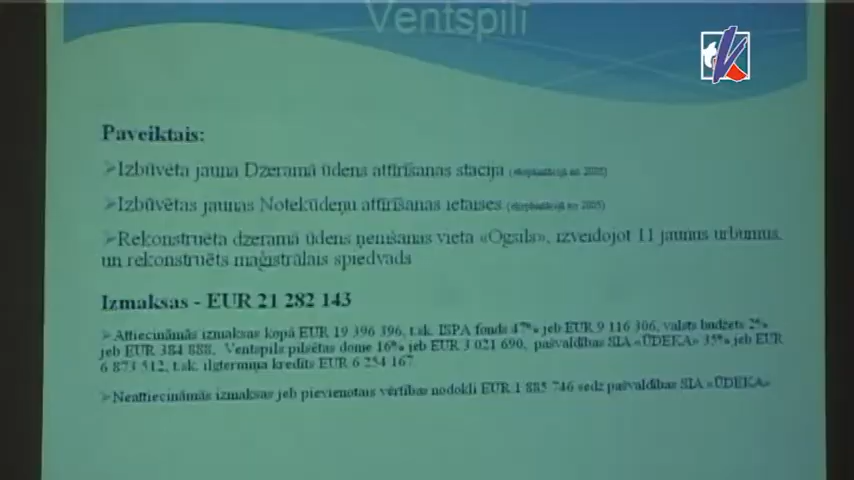 Ventspilī
Paveiktais:
➢Izbūvēta jauna Dzeramā ūdens attīrīšanas stacija
➢Izbūvētas jaunas Notekūdeņu attīrīšanas ietaises
➢Rekonstruēta dzeramā ūdens ņemšanas vieta «Ogsils», izveidojot 11 jaunus urbumus,
un rekonstruēts maģistrālais spiedvads
Izmaksas - EUR 21 282 143
➢Attiecināmās izmaksas kopā EUR 19 396 396, t.sk. ISPA fonds 47% jeb EUR 9 116 306, valsts budžets 2%
jeb EUR 384 888, Ventspils pilsētas dome 16% jeb EUR 3 021 690, pašvaldības SIA «ŪDEKA» 35% jeb EUR
6 873 512, t.sk. ilgtermiņa kredīts EUR 6 254 167
➢Neattiecināmās izmaksas jeb pievienotais vērtības nodokli EUR 1 885 746 sedz pašvaldības SIA «ŪDEKA»